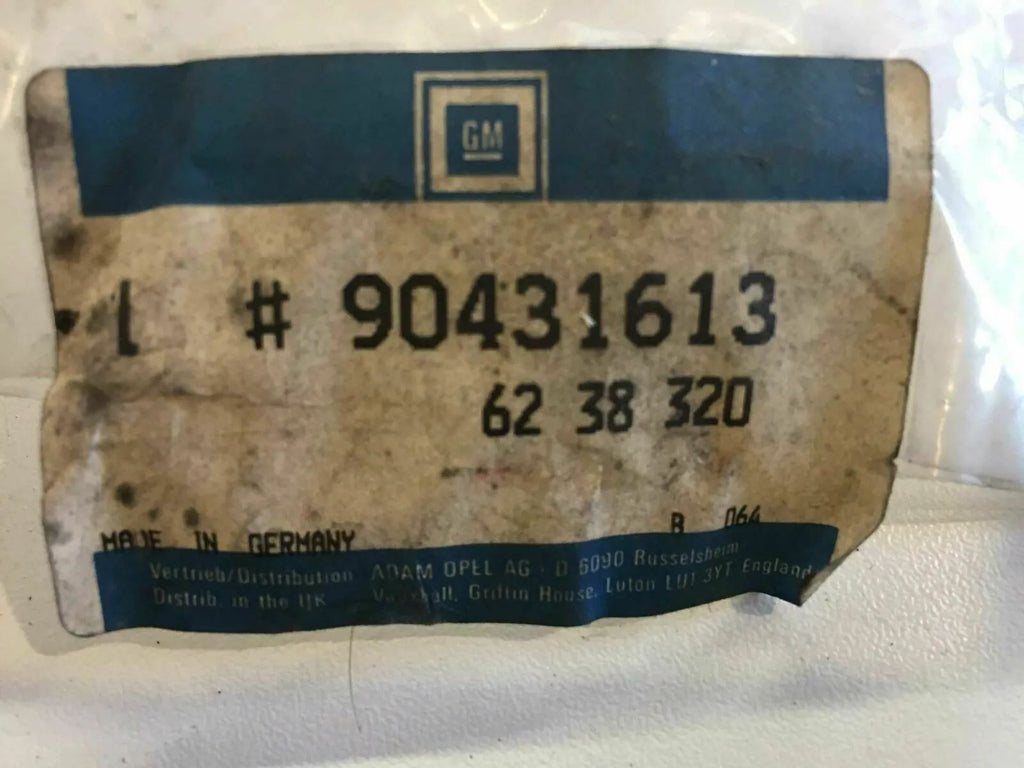 GM
1 # 90431613
62 38 320
B 064
MADE IN GERMANY
Vertrieb/Distribution ADAM OPEL AG · D 6090 Rüsselsheim
Distrib. in the UK Vauxhall, Griffin House, Luton LU1 3YT England